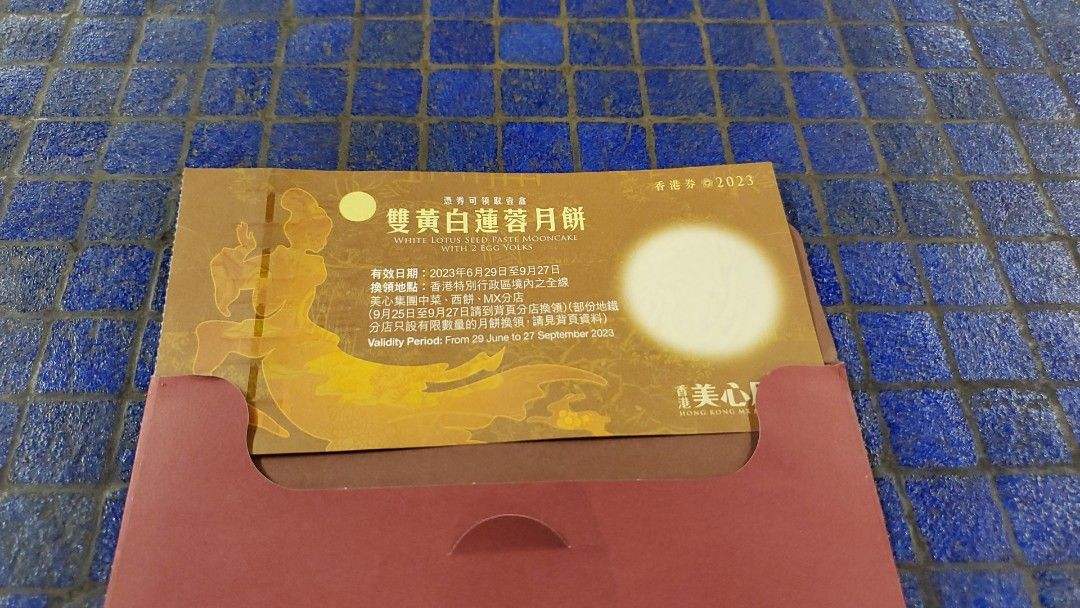 香港券 2023
憑券可領取壹盒
雙黃白蓮蓉月餅
WHITE LOTUS SEED PASTE MOONCAKE
WITH 2 EGG YOLKS
有效日期：2023年6月29日至9月27日
換領地點：香港特別行政區境內之全線
美心集團中菜、西餅、MX分店
(9月25日至9月27日請到背頁分店換領)(部份地鐵
分店只設有限數量的月餅換領，請見背頁資料)
Validity Period: From 29 June to 27 September 2023
香港 美心
HONG KONG MX